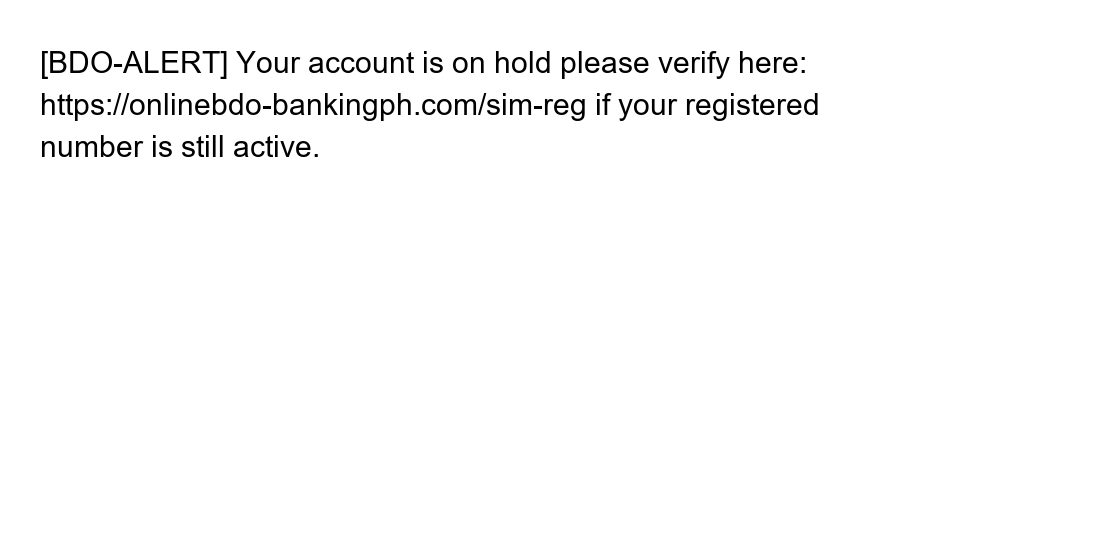 [BDO-ALERT] Your account is on hold please verify here:
https://onlinebdo-bankingph.com/sim-reg if your registered
number is still active.